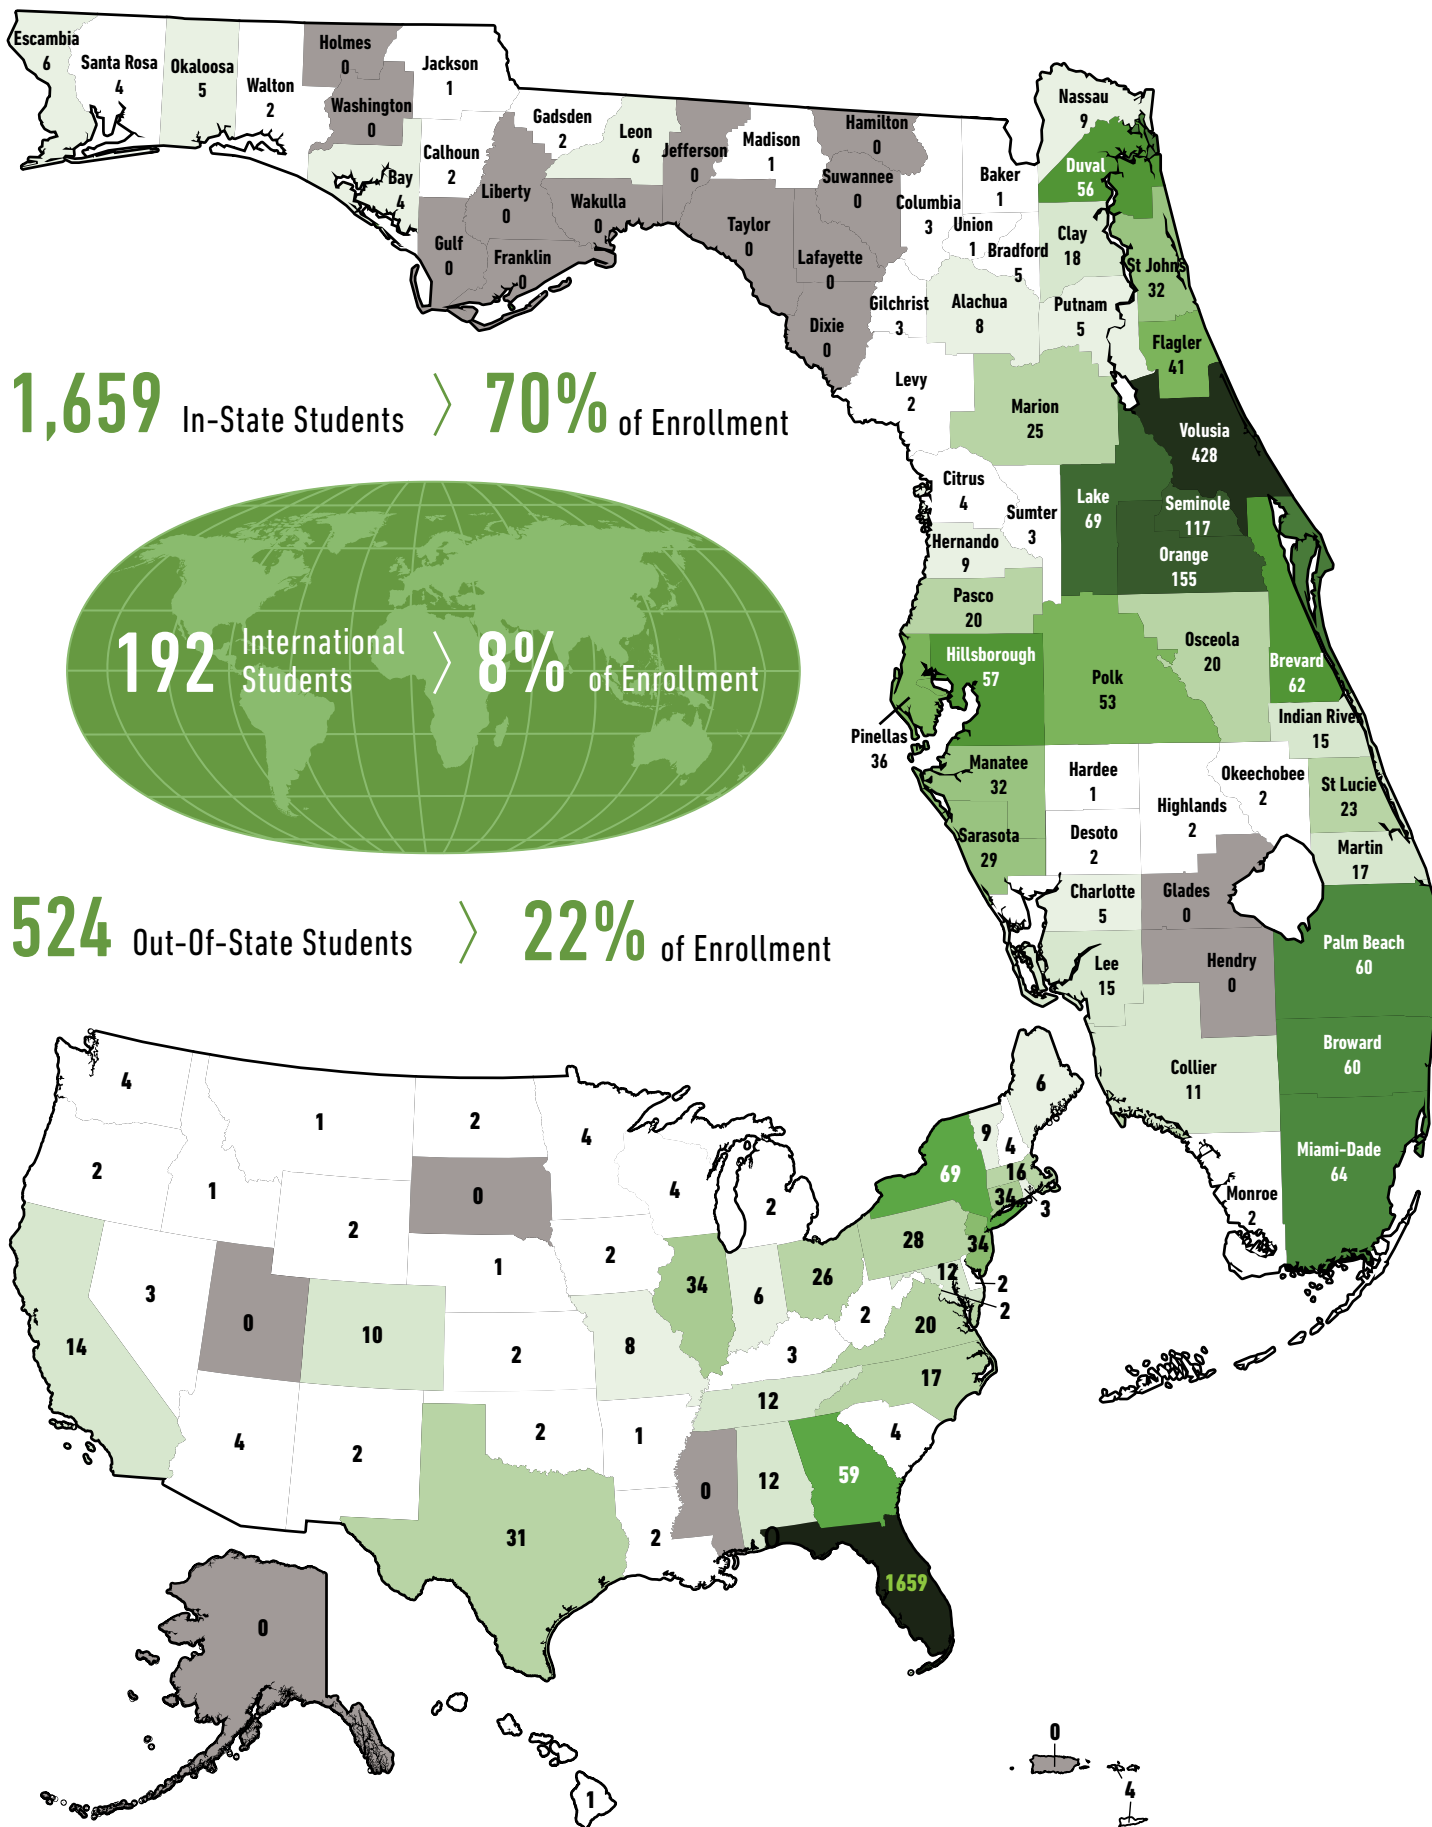 Escambia
6
Santa Rosa
4
Okaloosa
5
Walton
2
Holmes
0
Washington
0
Jackson
1
Bay
4
Calhoun
2
Gulf
0
Liberty
0
Franklin
0
Gadsden
2
Leon
6
Wakulla
0
Jefferson
0
Madison
1
Taylor
0
Hamilton
0
Suwannee
0
Lafayette
0
Dixie
0
Columbia
3
Baker
1
Union
1
Bradford
5
Gilchrist
3
Alachua
8
Nassau
9
Duval
56
Clay
18
St Johns
32
Putnam
5
Flagler
41
Levy
2
Marion
25
Volusia
428
Citrus
4
Sumter
3
Lake
69
Seminole
117
Orange
155
Hernando
9
Pasco
20
Hillsborough
57
Pinellas
36
Polk
53
Osceola
20
Brevard
62
Indian River
15
Manatee
32
Hardee
1
Highlands
2
Okeechobee
2
St Lucie
23
Sarasota
29
Desoto
2
Martin
17
Charlotte
5
Glades
0
Lee
15
Hendry
0
Palm Beach
60
Collier
11
Broward
60
Monroe
2
Miami-Dade
64
1,659 In-State Students 〉 70% of Enrollment
192 International
Students 〉 8% of Enrollment
524 Out-Of-State Students 〉 22% of Enrollment
4
1
2
4
2
1
2
0
4
2
6
9
4
16
34
3
69
28
34
12
2
2
14
3
0
10
1
2
2
8
34
6
26
2
3
20
17
12
4
4
2
2
31
1
2
0
12
59
1659
0
1
0
4